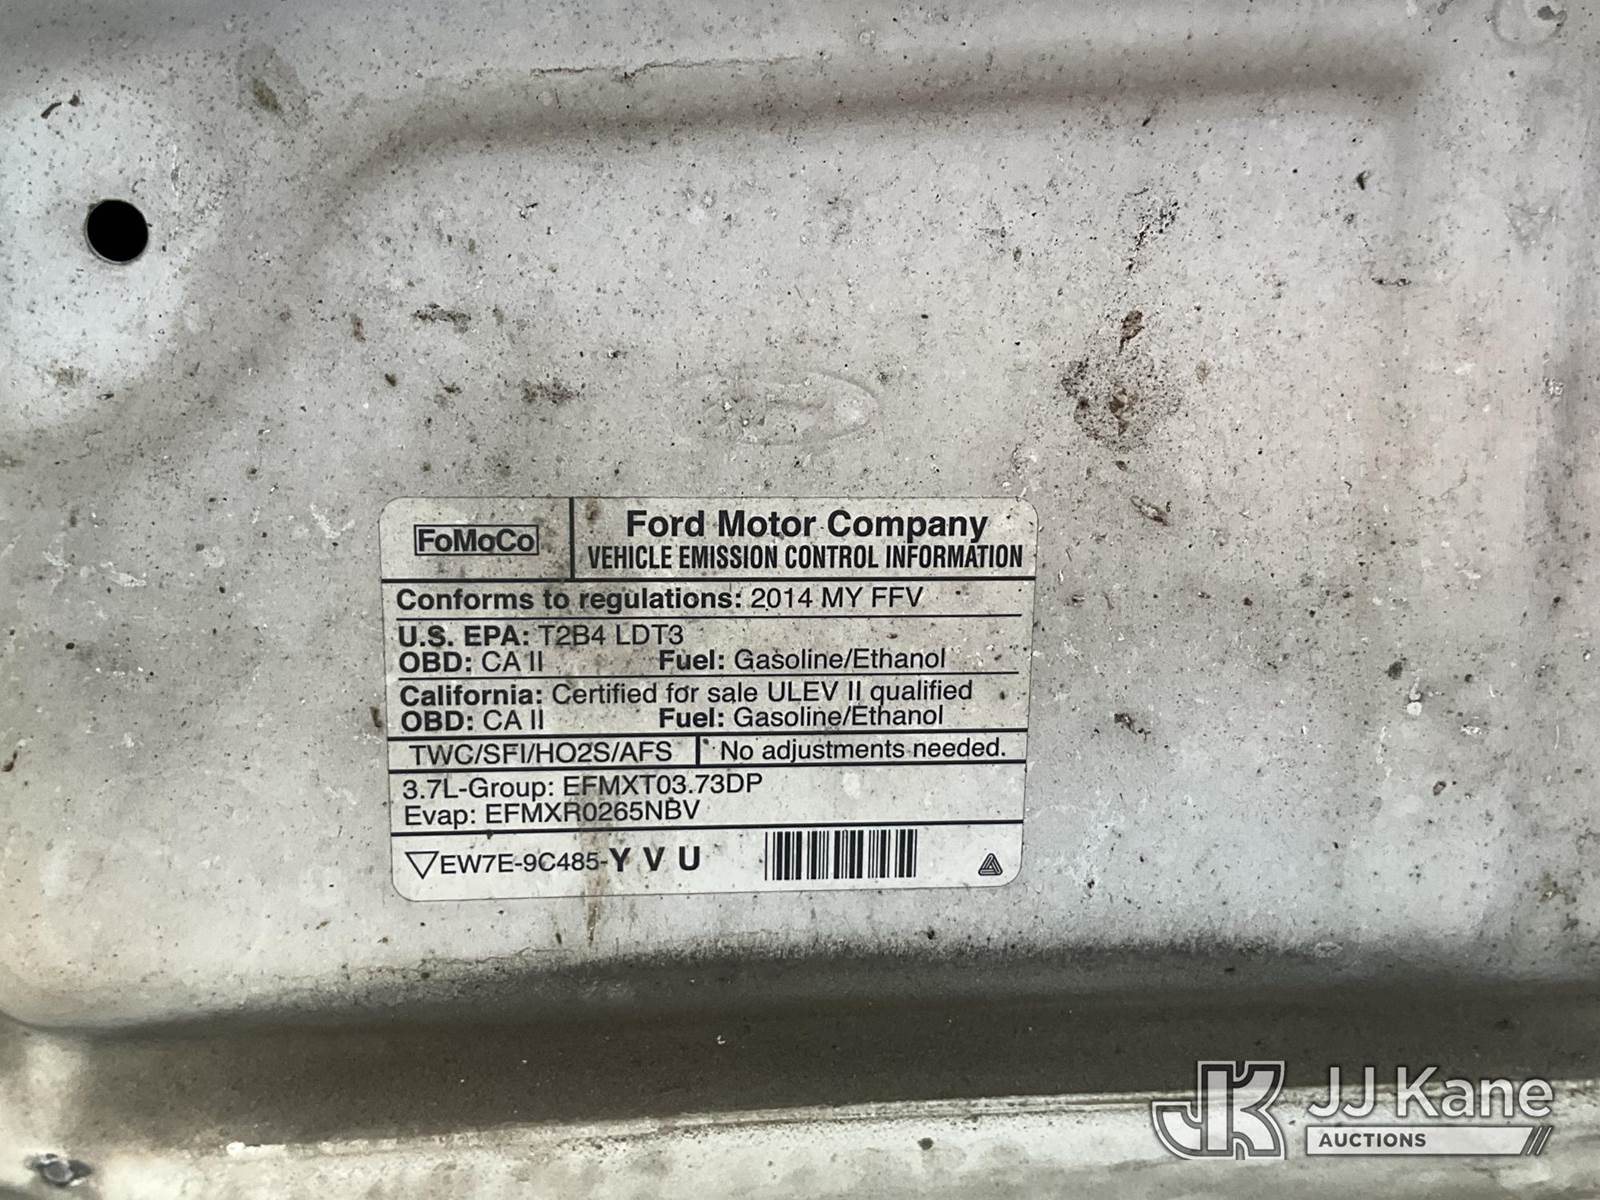 FoMoCo
Ford Motor Company
VEHICLE EMISSION CONTROL INFORMATION
Conforms to regulations: 2014 MY FFV
U.S. EPA: T2B4 LDT3
OBD: CA II Fuel: Gasoline/Ethanol
California: Certified for sale ULEV II qualified
OBD: CA II Fuel: Gasoline/Ethanol
TWC/SFI/HO2S/AFS No adjustments needed.
3.7L-Group: EFMXT03.73DP
Evap: EFMXR0265NBV
EW7E-9C485-Y V U
JK JJ Kane
AUCTIONS